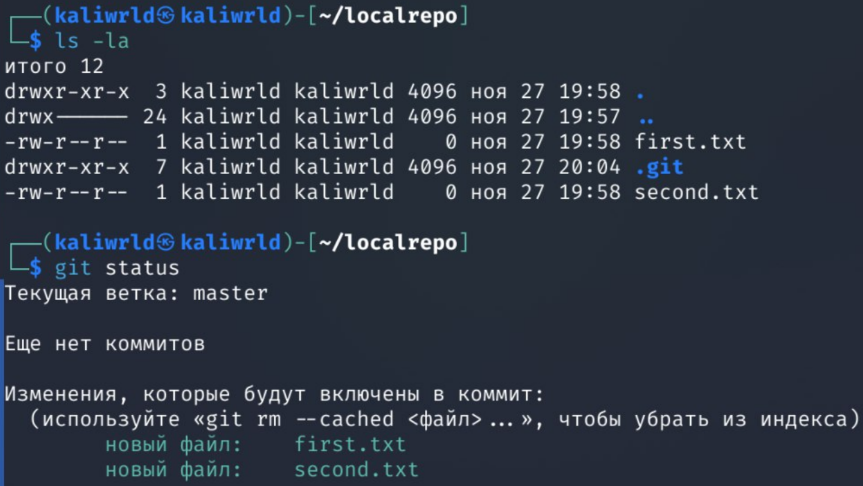 ┌──(kaliwrld㉿kaliwrld)-[~/localrepo]
└─$ ls -la
итого 12
drwxr-xr-x  3 kaliwrld kaliwrld 4096 ноя 27 19:58 .
drwx------ 24 kaliwrld kaliwrld 4096 ноя 27 19:57 ..
-rw-r--r--  1 kaliwrld kaliwrld    0 ноя 27 19:58 first.txt
drwxr-xr-x  7 kaliwrld kaliwrld 4096 ноя 27 20:04 .git
-rw-r--r--  1 kaliwrld kaliwrld    0 ноя 27 19:58 second.txt
┌──(kaliwrld㉿kaliwrld)-[~/localrepo]
└─$ git status
Текущая ветка: master
Еще нет коммитов
Изменения, которые будут включены в коммит:
  (используйте «git rm --cached <файл>...», чтобы убрать из индекса)
        новый файл:    first.txt
        новый файл:    second.txt